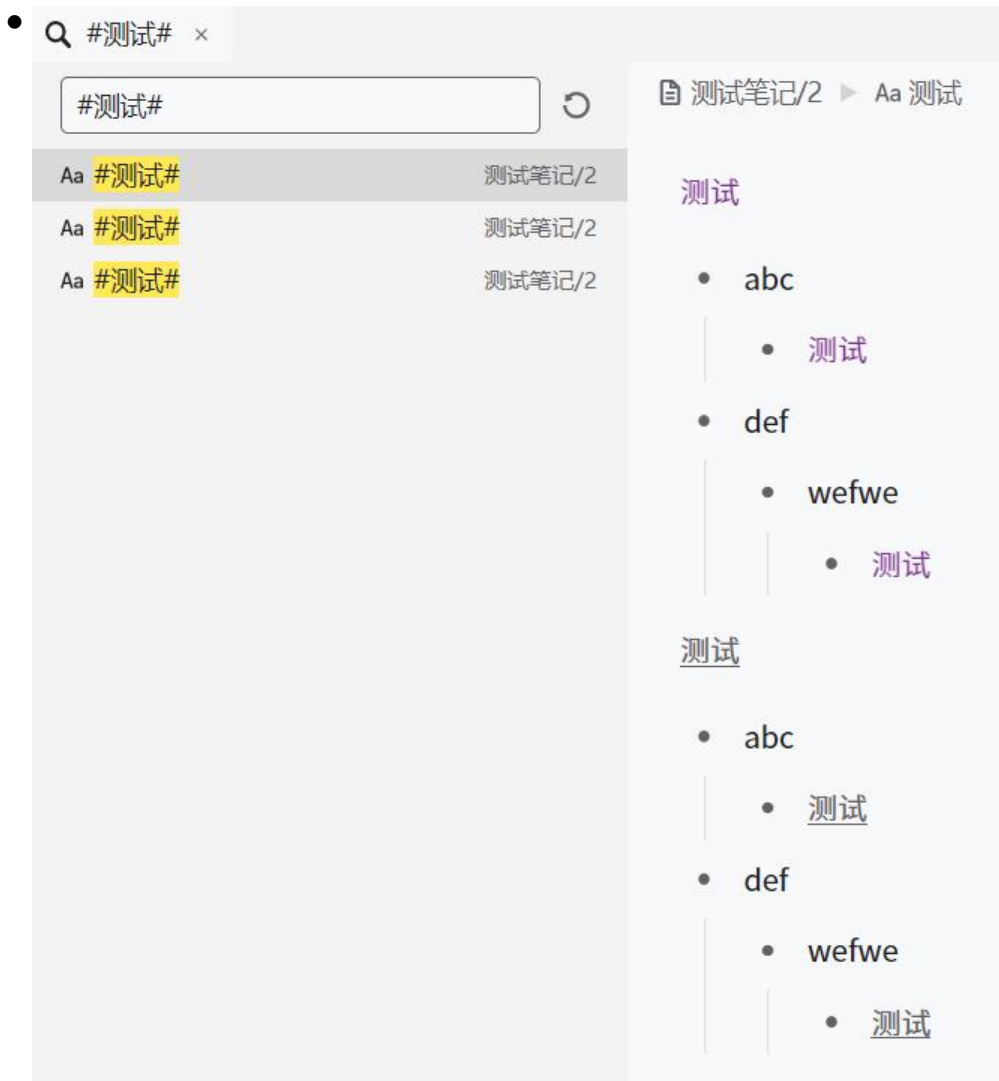 #测试# ×
#测试#
Aa #测试# 测试笔记/2
Aa #测试# 测试笔记/2
Aa #测试# 测试笔记/2
测试笔记/2 ▶ Aa 测试
测试
• abc
• 测试
• def
• wefwe
• 测试
测试
• abc
• 测试
• def
• wefwe
• 测试